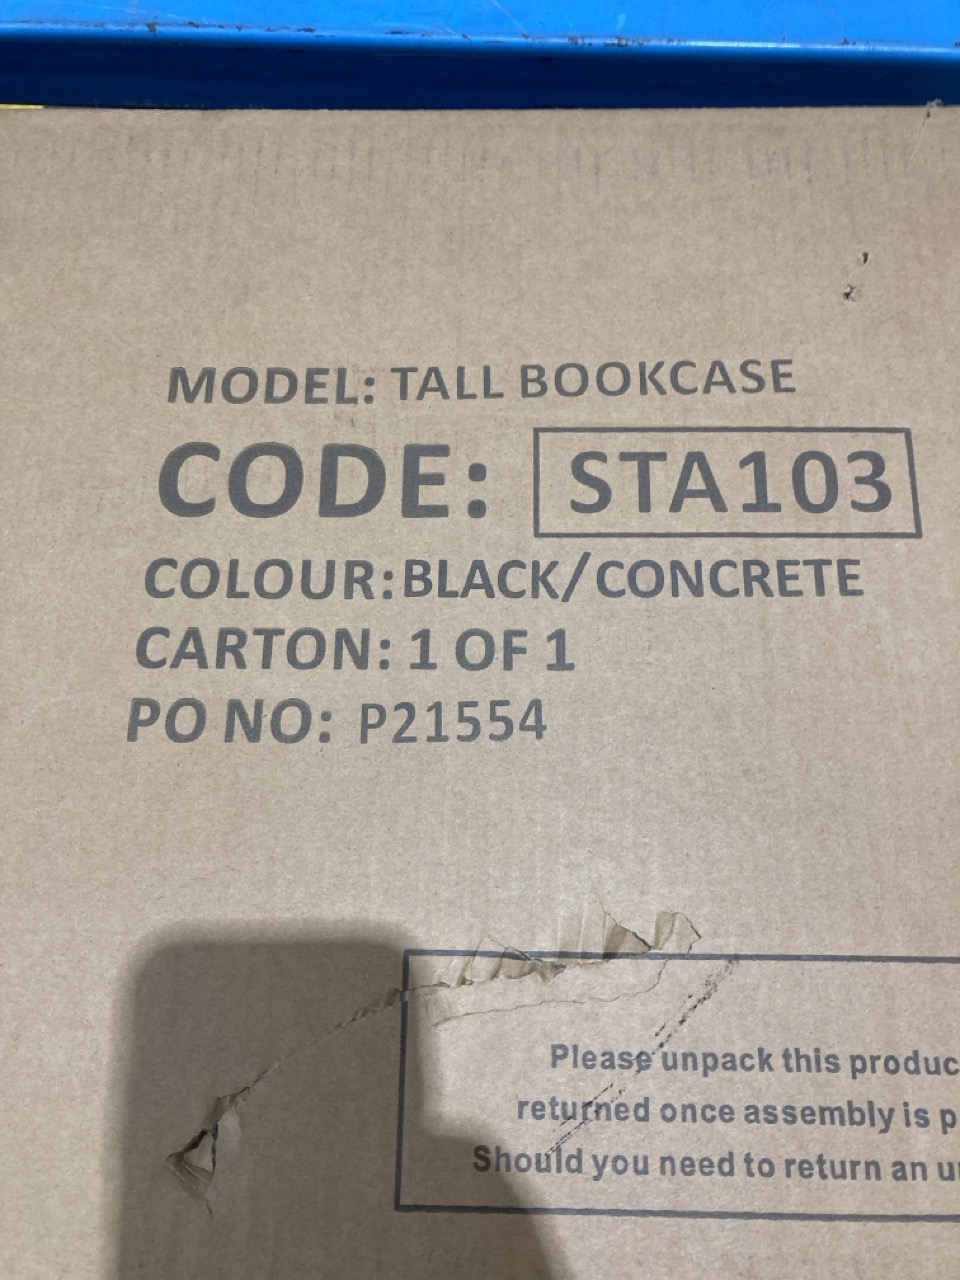 MODEL: TALL BOOKCASE
CODE: STA103
COLOUR: BLACK/CONCRETE
CARTON: 1 OF 1
PO NO: P21554
Please unpack this produc
returned once assembly is p
Should you need to return an